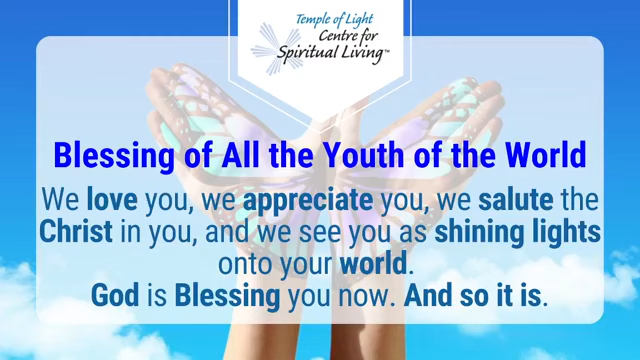 Temple of Light
Centre for
Spiritual Living™
Blessing of All the Youth of the World
We love you, we appreciate you, we salute the
Christ in you, and we see you as shining lights
onto your world.
God is Blessing you now. And so it is.